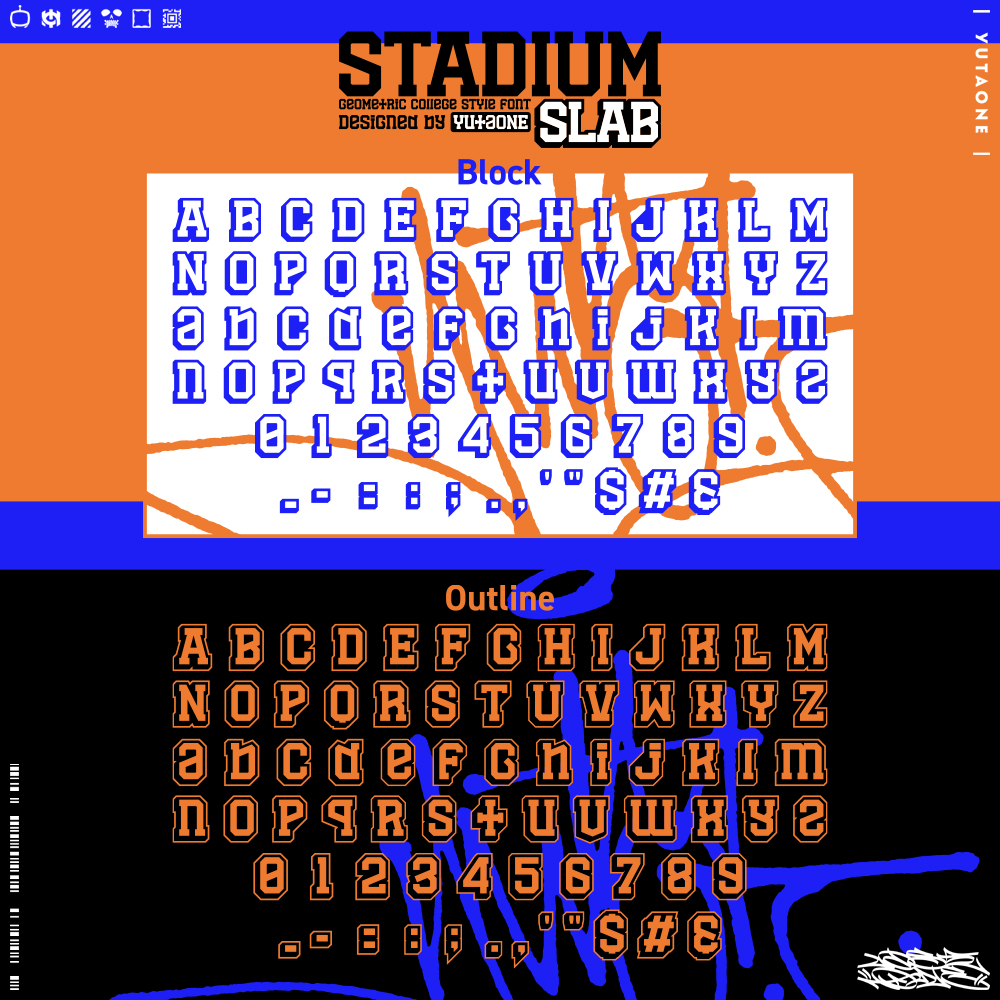 STADIUM
GEOMETRIC COLLEGE STYLE FONT
DESIGNED BY YUTAONE
SLAB
| YUTAONE |
Block
A B C D E F G H I J K L M
N O P Q R S T U V W X Y Z
a b c d e f g h i j k l m
n o p q r s t u v w x y z
0 1 2 3 4 5 6 7 8 9
_ - = : ; . , ' " $ # &
Outline
A B C D E F G H I J K L M
N O P Q R S T U V W X Y Z
a b c d e f g h i j k l m
n o p q r s t u v w x y z
0 1 2 3 4 5 6 7 8 9
_ - = : ; . , ' " $ # &